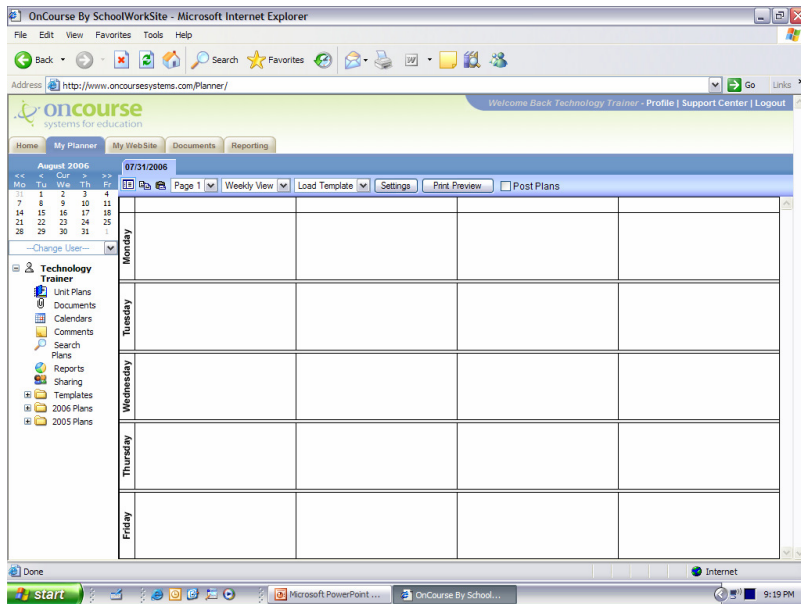 OnCourse By SchoolWorkSite - Microsoft Internet Explorer
File Edit View Favorites Tools Help
Back Search Favorites
Address http://www.oncoursesystems.com/Planner/ Go Links
oncourse
systems for education
Welcome Back Technology Trainer - Profile | Support Center | Logout
Home My Planner My WebSite Documents Reporting
August 2006
<< < Cur > >>
Mo Tu We Th Fr
31 1 2 3 4
7 8 9 10 11
14 15 16 17 18
21 22 23 24 25
28 29 30 31 1
07/31/2006
Page 1 Weekly View Load Template Settings Print Preview Post Plans
---Change User---
Technology
Trainer
Unit Plans
Documents
Calendars
Comments
Search
Plans
Reports
Sharing
Templates
2006 Plans
2005 Plans
Monday
Tuesday
Wednesday
Thursday
Friday
Done Internet
start Microsoft PowerPoint ... OnCourse By School... 9:19 PM